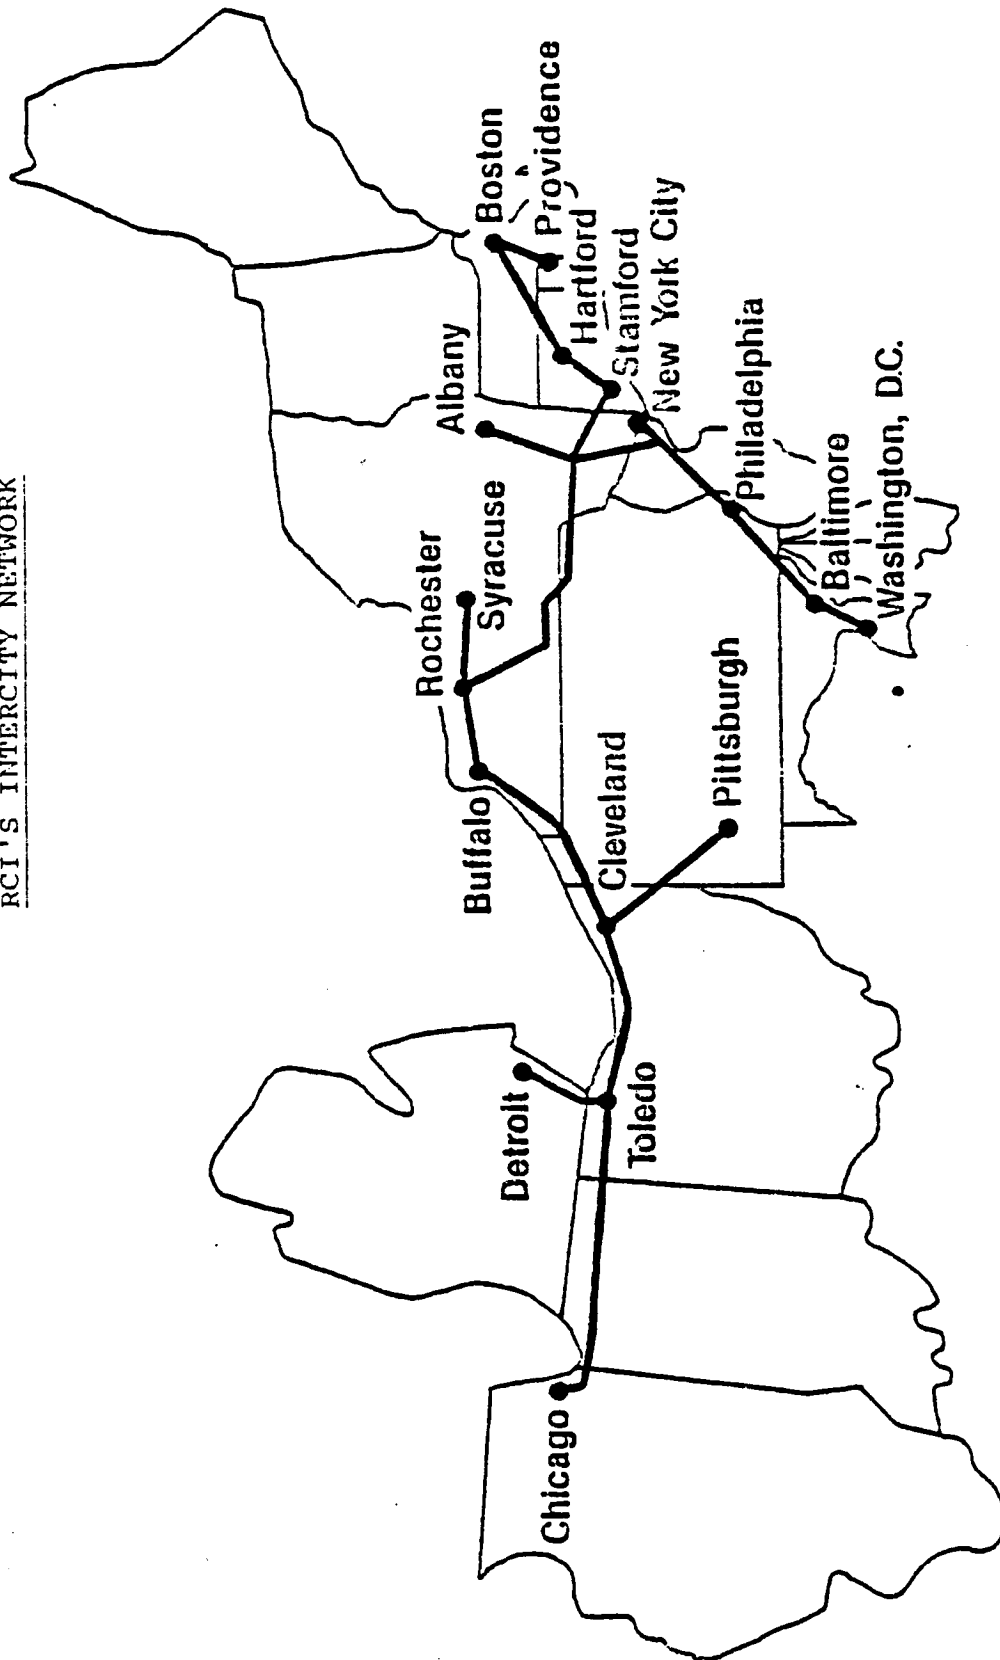 RCI'S INTERCITY NETWORK
Boston
Providence
Hartford
Stamford
New York City
Albany
Philadelphia
Rochester
Syracuse
Baltimore
Washington, D.C.
Buffalo
Cleveland
Pittsburgh
Detroit
Toledo
Chicago